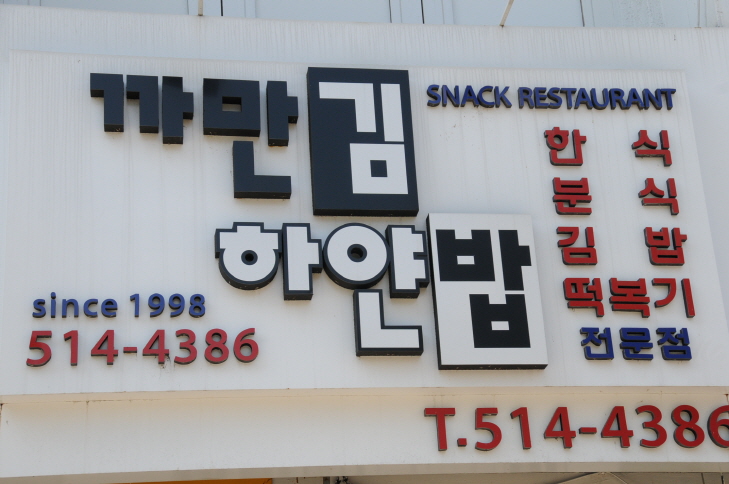 까만김
하얀밥
SNACK RESTAURANT
한식
분식
김밥
떡복기
전문점
since 1998
514-4386
T.514-4386